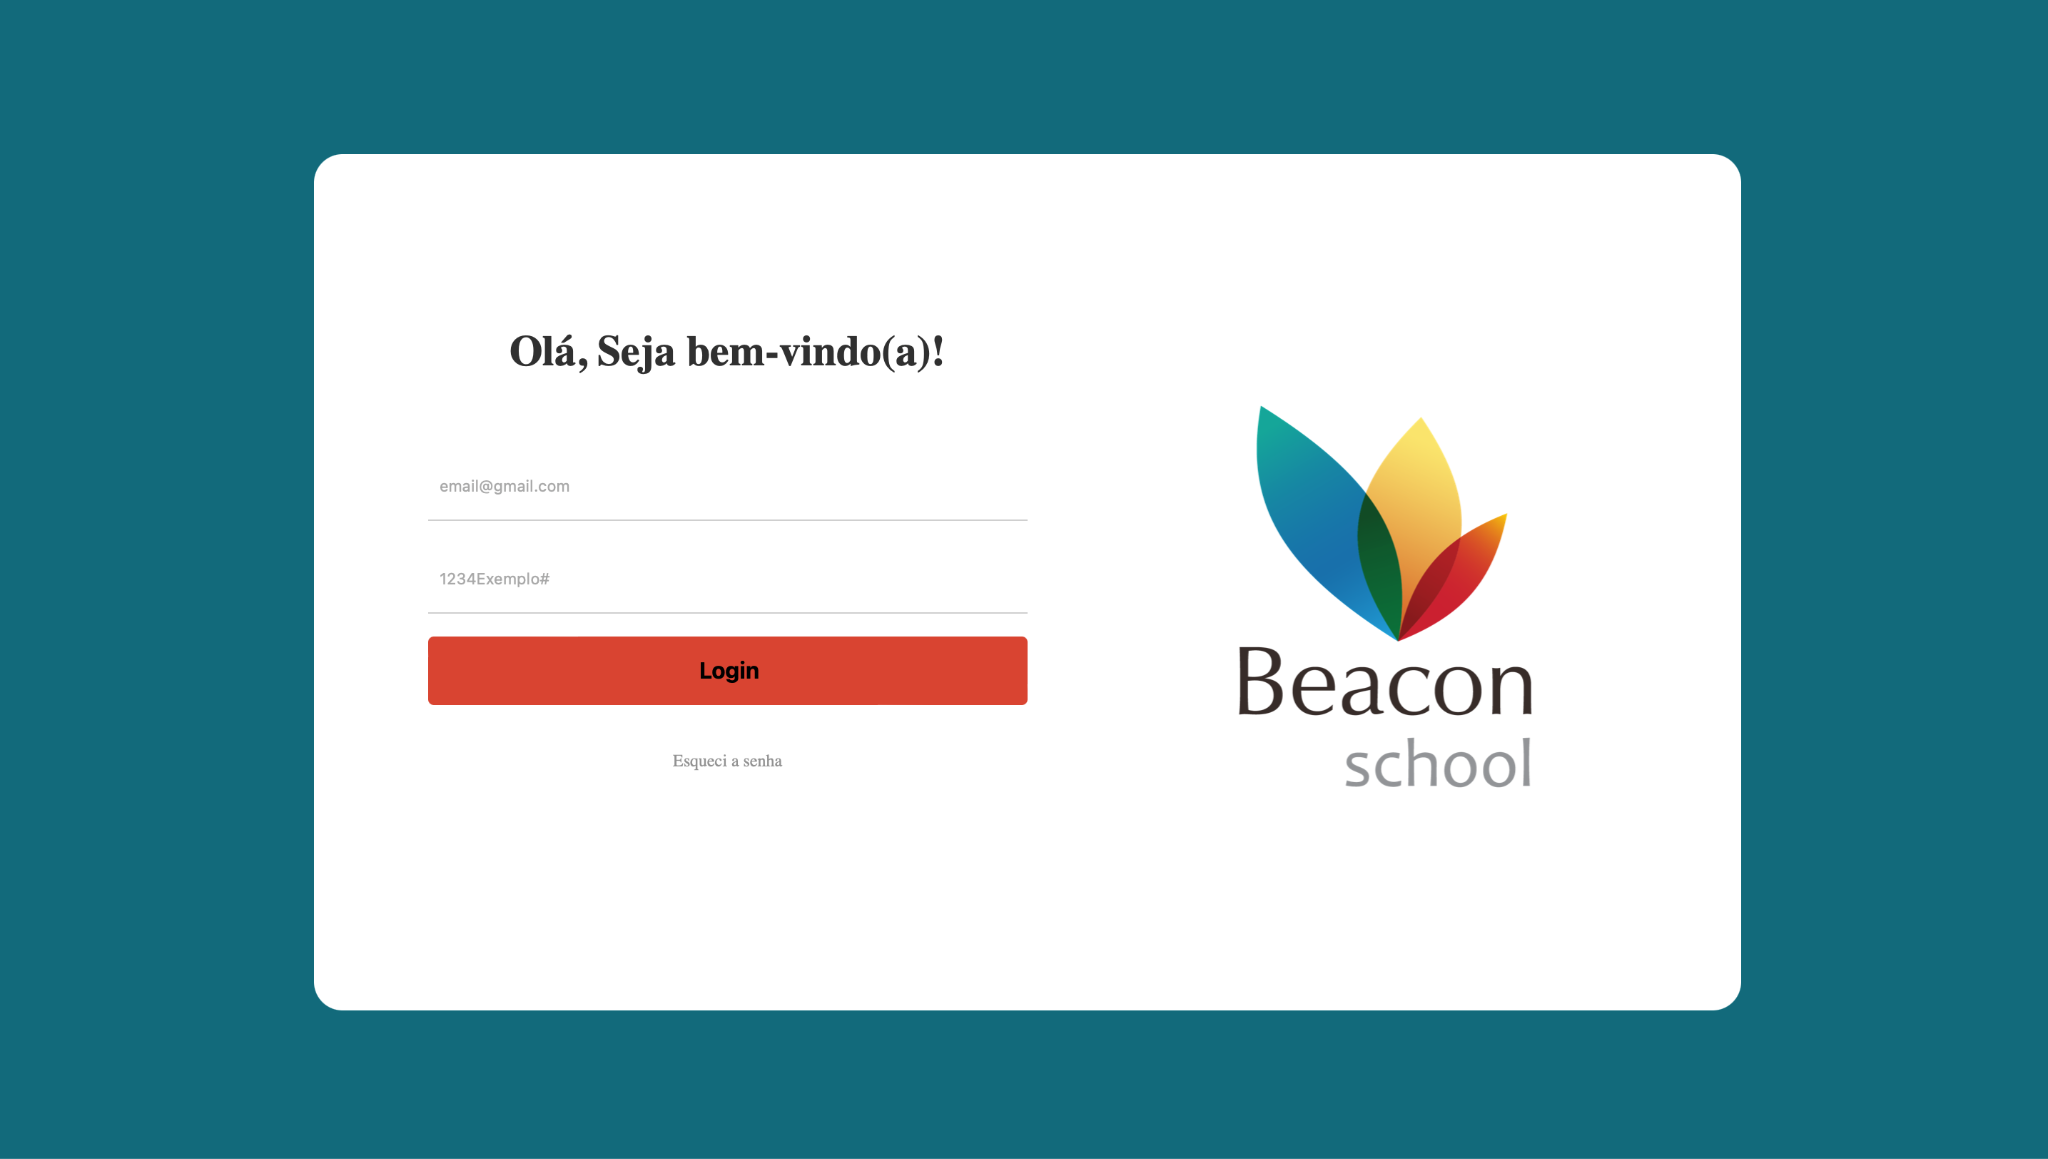 Olá, Seja bem-vindo(a)!
email@gmail.com
1234Exemplo#
Login
Esqueci a senha
Beacon
school